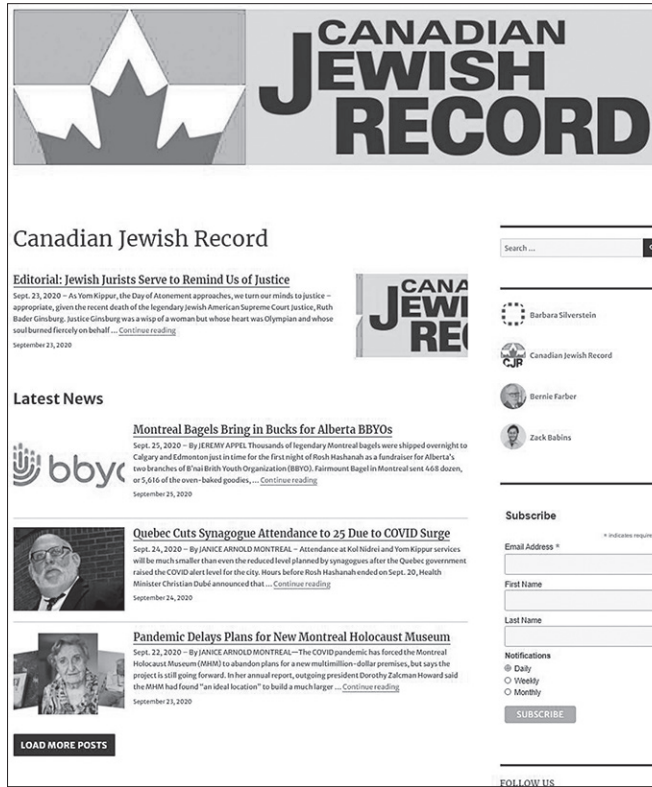 CANADIAN
JEWISH
RECORD
Canadian Jewish Record
Editorial: Jewish Jurists Serve to Remind Us of Justice
Sept. 23, 2020 – As Yom Kippur, the Day of Atonement approaches, we turn our minds to justice –
appropriate, given the recent death of the legendary Jewish American Supreme Court Justice, Ruth
Bader Ginsburg. Justice Ginsburg was a wisp of a woman but whose heart was Olympian and whose
soul burned fiercely on behalf ... Continue reading
September 23, 2020
CANA
JEWI
REC
Latest News
bbyo
Montreal Bagels Bring in Bucks for Alberta BBYOs
Sept. 25, 2020 – By JEREMY APPEL Thousands of legendary Montreal bagels were shipped overnight to
Calgary and Edmonton just in time for the first night of Rosh Hashanah as a fundraiser for Alberta's
two branches of B'nai Brith Youth Organization (BBYO). Fairmount Bagel in Montreal sent 468 dozen,
or 5,616 of the oven-baked goodies, ... Continue reading
September 25, 2020
Quebec Cuts Synagogue Attendance to 25 Due to COVID Surge
Sept. 24, 2020 – By JANICE ARNOLD MONTREAL – Attendance at Kol Nidrei and Yom Kippur services
will be much smaller than even the reduced level planned by synagogues after the Quebec government
raised the COVID alert level for the city. Hours before Rosh Hashanah ended on Sept. 20, Health
Minister Christian Dubé announced that ... Continue reading
September 24, 2020
Pandemic Delays Plans for New Montreal Holocaust Museum
Sept. 22, 2020 – By JANICE ARNOLD MONTREAL—The COVID pandemic has forced the Montreal
Holocaust Museum (MHM) to abandon plans for a new multimillion-dollar premises, but says the
project is still going forward. In her annual report, outgoing president Dorothy Zalcman Howard said
the MHM had found "an ideal location" to build a much larger ... Continue reading
September 23, 2020
LOAD MORE POSTS
Search ...
Barbara Silverstein
CJR
Canadian Jewish Record
Bernie Farber
Zack Babins
Subscribe
* indicates require
Email Address *
First Name
Last Name
Notifications
Daily
Weekly
Monthly
SUBSCRIBE
FOLLOW US